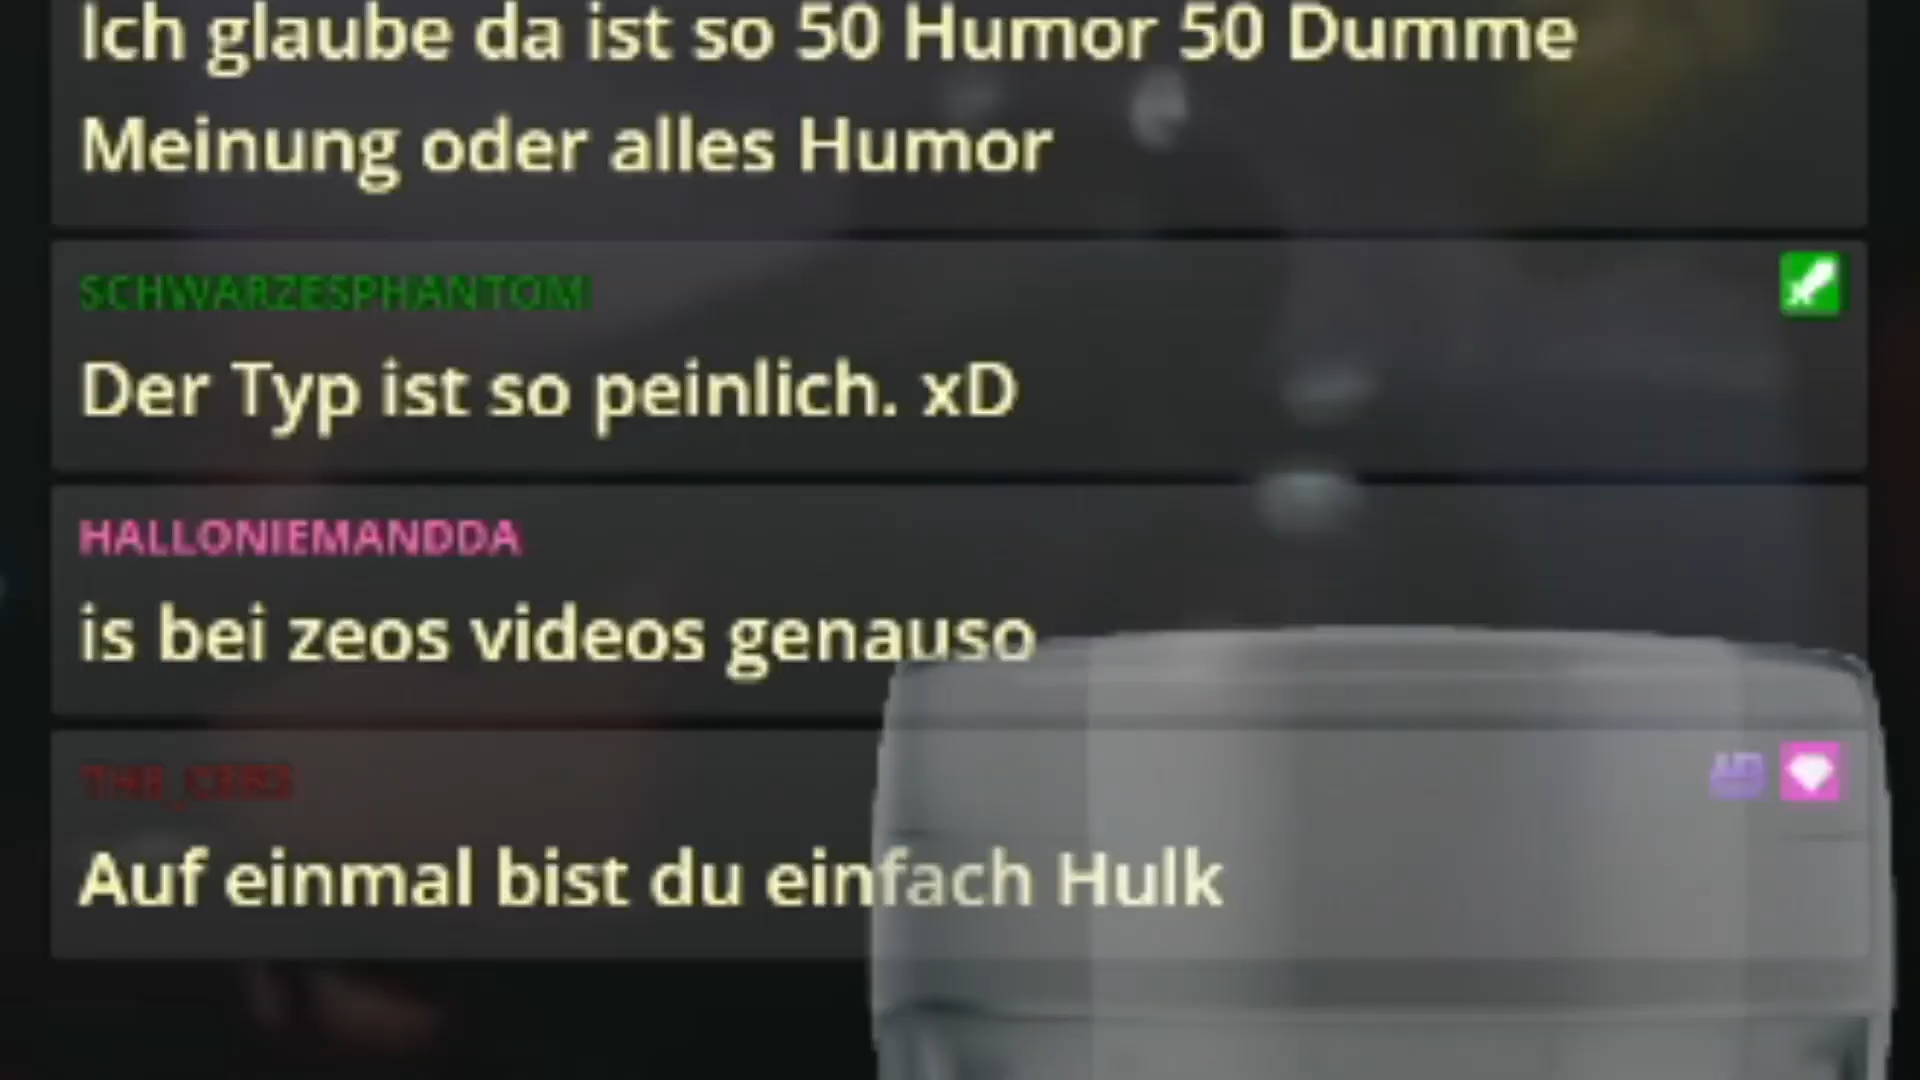 Ich glaube da ist so 50 Humor 50 Dumme
Meinung oder alles Humor
SCHWARZESPHANTOM
Der Typ ist so peinlich. xD
HALLONIEMANDDA
is bei zeos videos genauso
Auf einmal bist du einfach Hulk